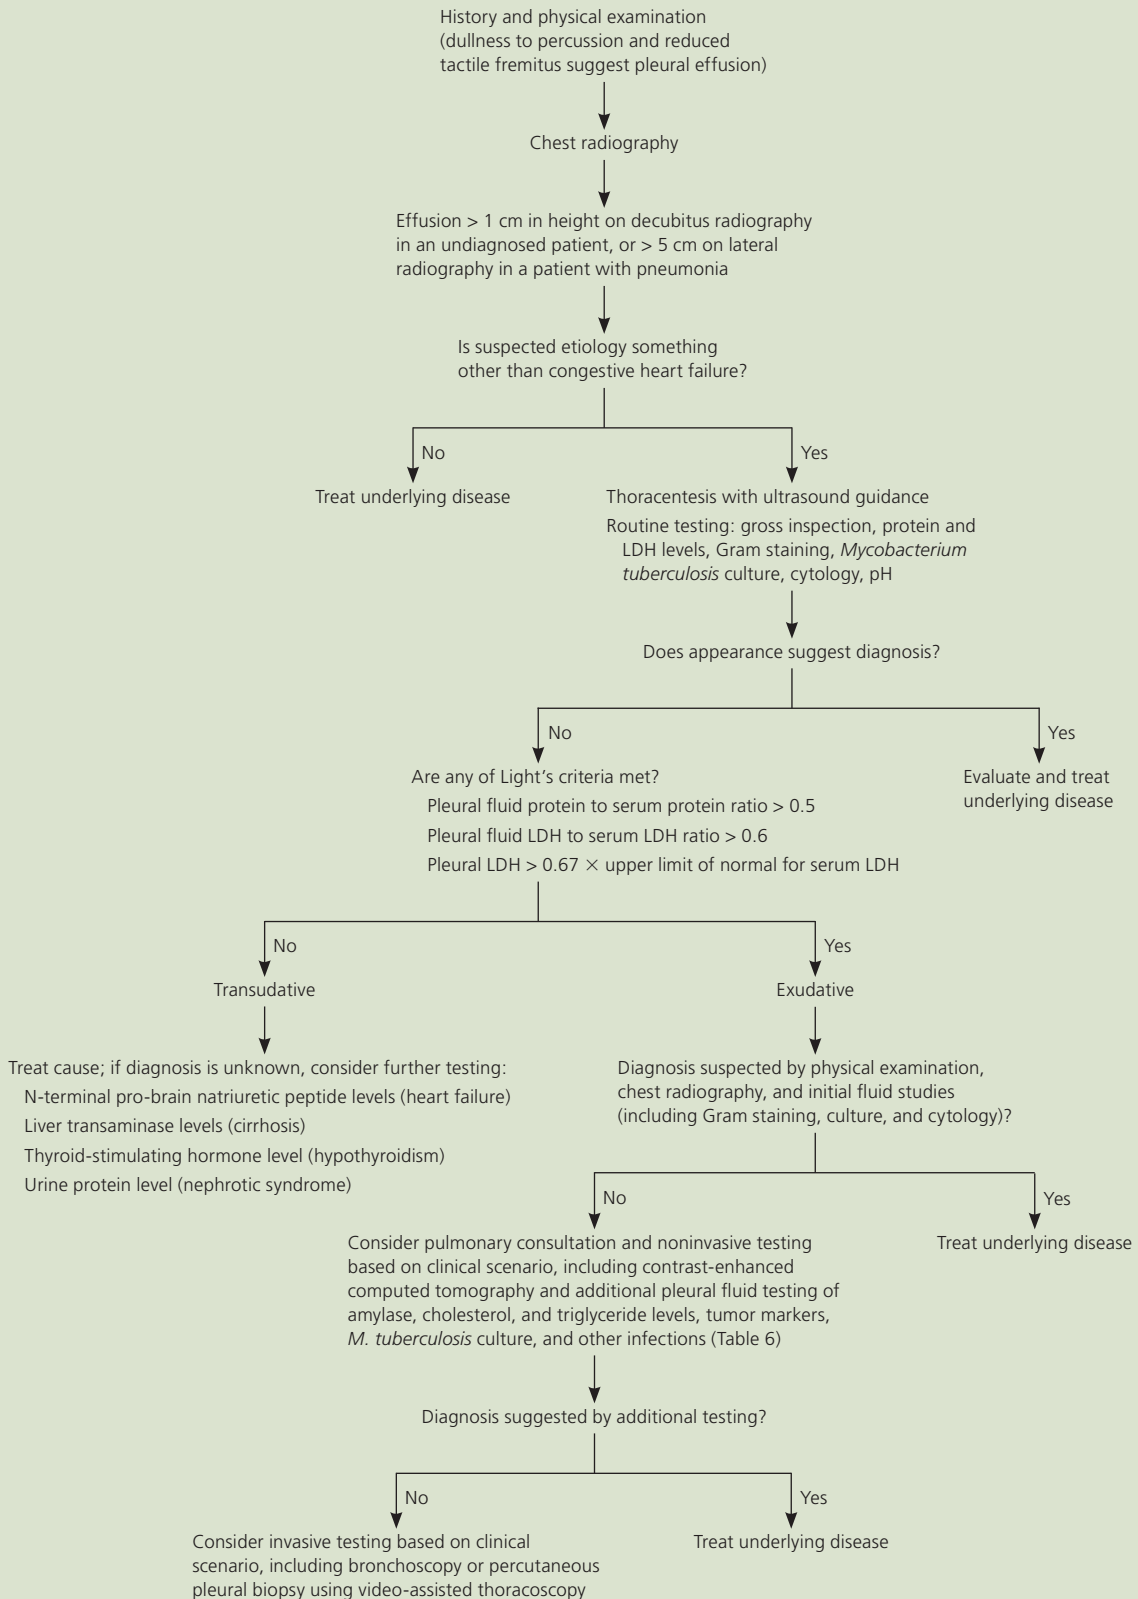 History and physical examination
(dullness to percussion and reduced
tactile fremitus suggest pleural effusion)
Chest radiography
Effusion > 1 cm in height on decubitus radiography
in an undiagnosed patient, or > 5 cm on lateral
radiography in a patient with pneumonia
Is suspected etiology something
other than congestive heart failure?
No
Yes
Treat underlying disease
Thoracentesis with ultrasound guidance
Routine testing: gross inspection, protein and
LDH levels, Gram staining, Mycobacterium
tuberculosis culture, cytology, pH
Does appearance suggest diagnosis?
No
Yes
Are any of Light's criteria met?
Pleural fluid protein to serum protein ratio > 0.5
Pleural fluid LDH to serum LDH ratio > 0.6
Pleural LDH > 0.67 × upper limit of normal for serum LDH
Evaluate and treat
underlying disease
No
Yes
Transudative
Exudative
Treat cause; if diagnosis is unknown, consider further testing:
N-terminal pro-brain natriuretic peptide levels (heart failure)
Liver transaminase levels (cirrhosis)
Thyroid-stimulating hormone level (hypothyroidism)
Urine protein level (nephrotic syndrome)
Diagnosis suspected by physical examination,
chest radiography, and initial fluid studies
(including Gram staining, culture, and cytology)?
No
Yes
Consider pulmonary consultation and noninvasive testing
based on clinical scenario, including contrast-enhanced
computed tomography and additional pleural fluid testing of
amylase, cholesterol, and triglyceride levels, tumor markers,
M. tuberculosis culture, and other infections (Table 6)
Treat underlying disease
Diagnosis suggested by additional testing?
No
Yes
Consider invasive testing based on clinical
scenario, including bronchoscopy or percutaneous
pleural biopsy using video-assisted thoracoscopy
Treat underlying disease